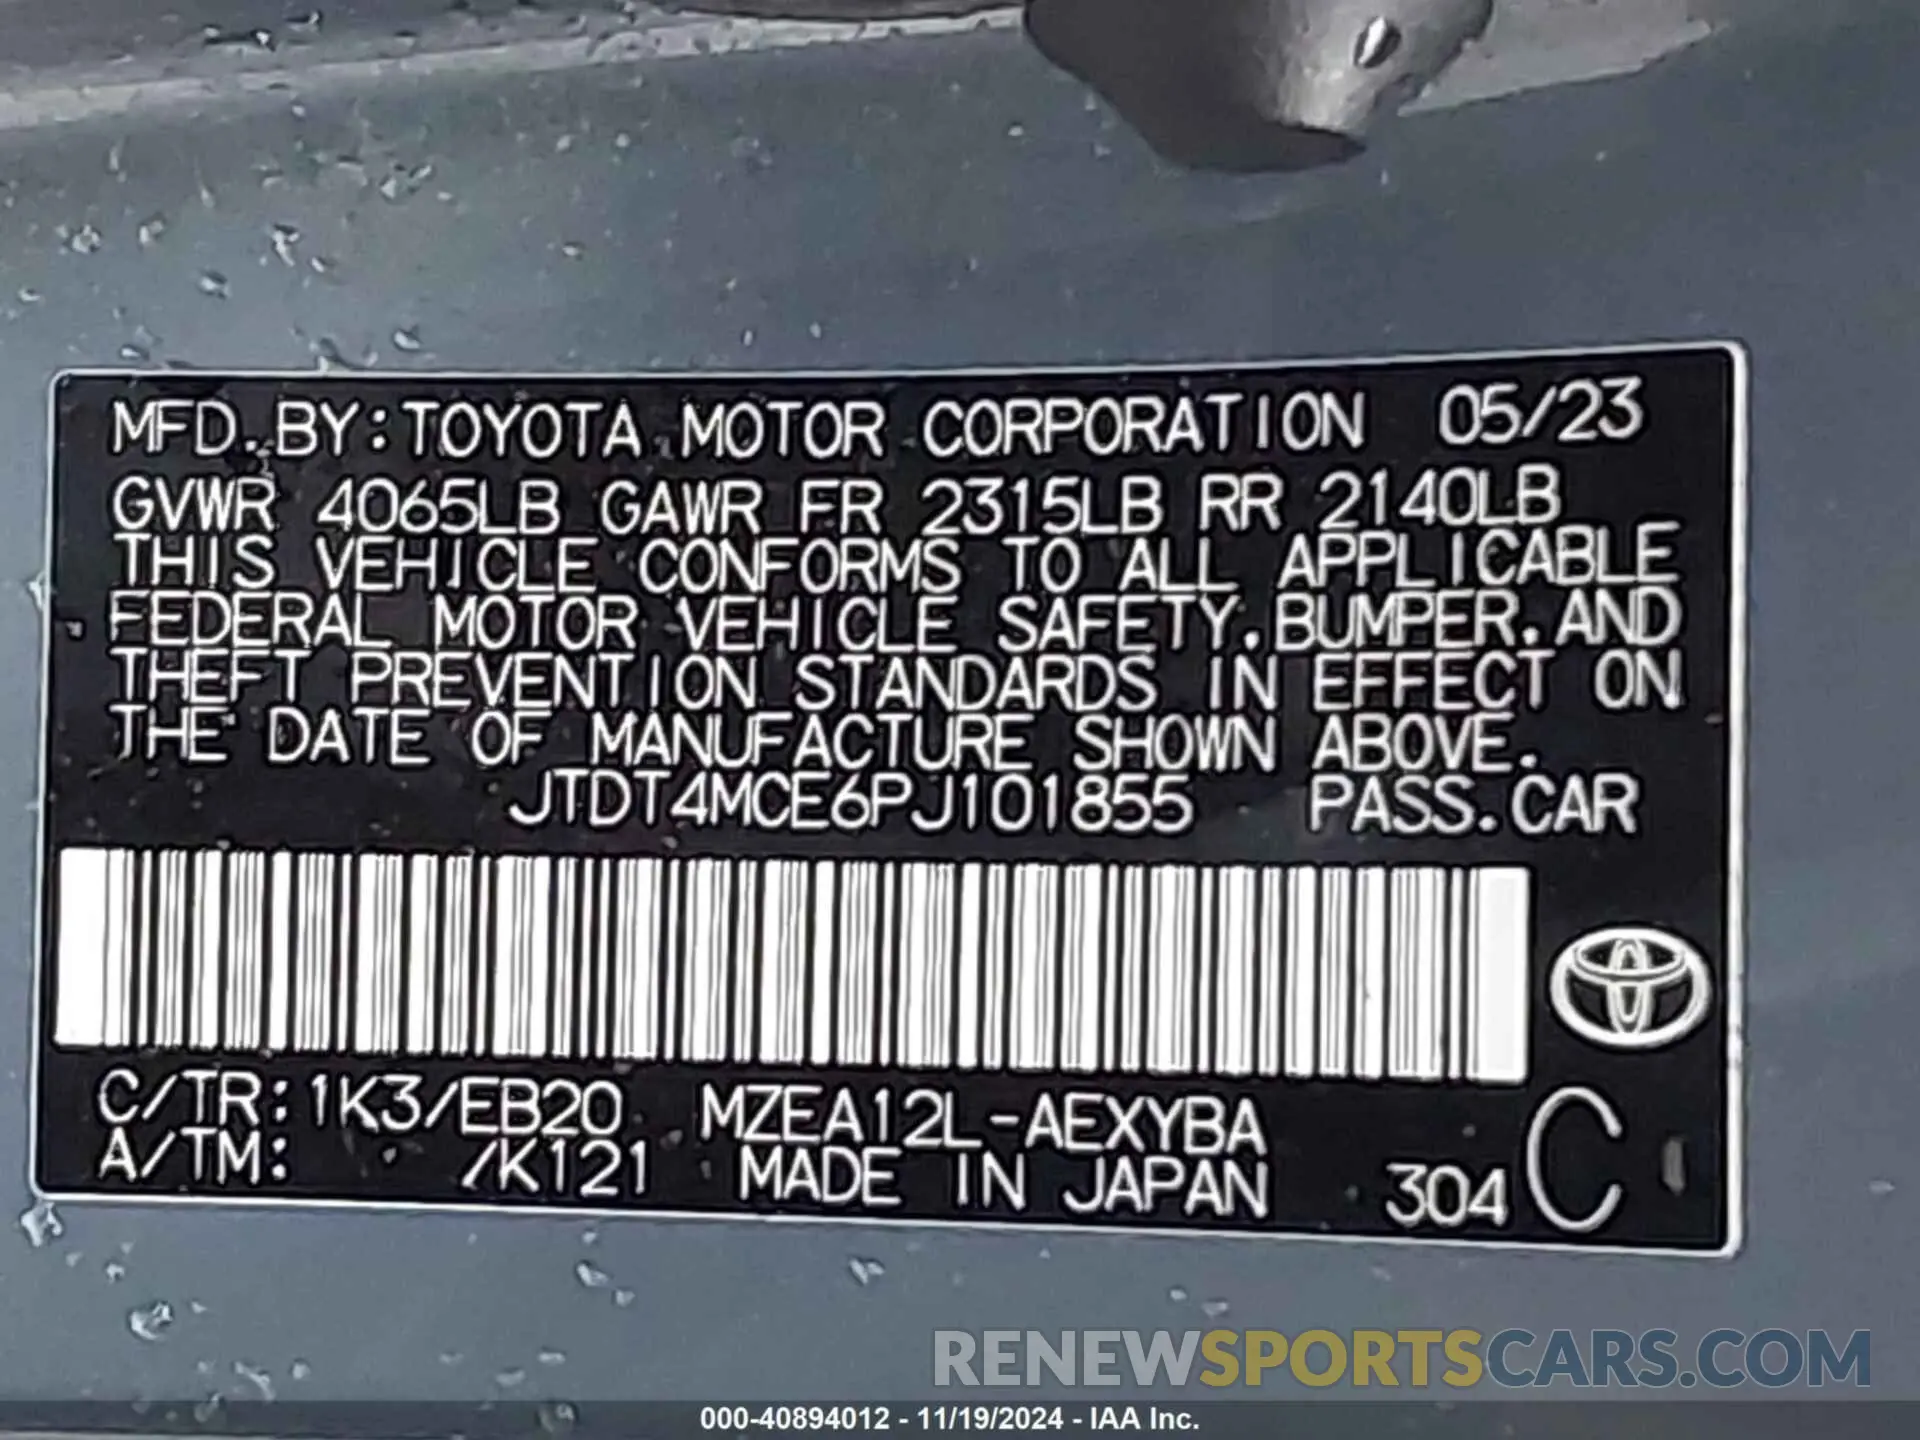 MFD. BY: TOYOTA MOTOR CORPORATION 05/23
GVWR 4065LB GAWR FR 2315LB RR 2140LB
THIS VEHICLE CONFORMS TO ALL APPLICABLE
FEDERAL MOTOR VEHICLE SAFETY, BUMPER, AND
THEFT PREVENTION STANDARDS IN EFFECT ON
THE DATE OF MANUFACTURE SHOWN ABOVE.
JTDT4MCE6PJ101855 PASS.CAR
C/TR: 1K3/EB20 MZEA12L-AEXYBA
A/TM: /K121 MADE IN JAPAN 304 C
RENEWSPORTSCARS.COM
000-40894012 - 11/19/2024 - IAA Inc.